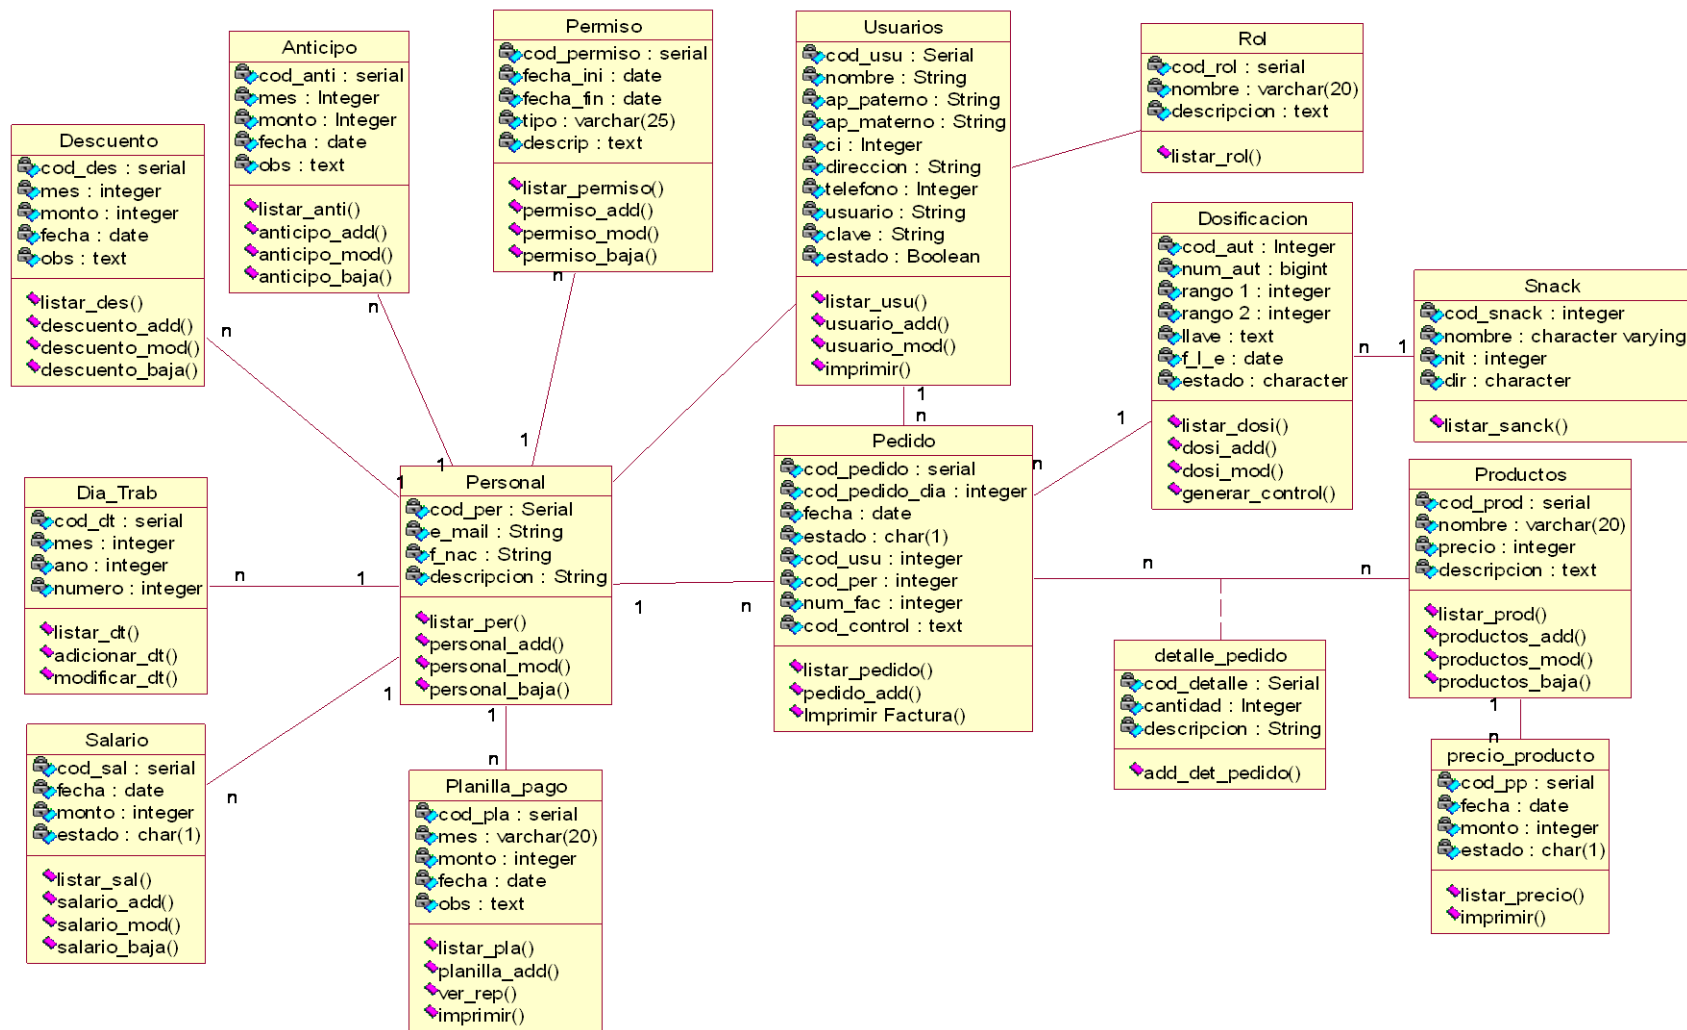 Permiso
cod_permiso : serial
fecha_ini : date
fecha_fin : date
tipo : varchar(25)
descrip : text
listar_permiso()
permiso_add()
permiso_mod()
permiso_baja()
n
1
Usuarios
cod_usu : Serial
nombre : String
ap_paterno : String
ap_materno : String
ci : Integer
direccion : String
telefono : Integer
usuario : String
clave : String
estado : Boolean
listar_usu()
usuario_add()
usuario_mod()
imprimir()
1
n
Rol
cod_rol : serial
nombre : varchar(20)
descripcion : text
listar_rol()
Anticipo
cod_anti : serial
mes : Integer
monto : Integer
fecha : date
obs : text
listar_anti()
anticipo_add()
anticipo_mod()
anticipo_baja()
n
1
Descuento
cod_des : serial
mes : integer
monto : integer
fecha : date
obs : text
listar_des()
descuento_add()
descuento_mod()
descuento_baja()
n
1
Dosificacion
cod_aut : Integer
num_aut : bigint
rango 1 : integer
rango 2 : integer
llave : text
f_l_e : date
estado : character
listar_dosi()
dosi_add()
dosi_mod()
generar_control()
n
1
1
n
Snack
cod_snack : integer
nombre : character varying
nit : integer
dir : character
listar_sanck()
Personal
cod_per : Serial
e_mail : String
f_nac : String
descripcion : String
listar_per()
personal_add()
personal_mod()
personal_baja()
1
n
Pedido
cod_pedido : serial
cod_pedido_dia : integer
fecha : date
estado : char(1)
cod_usu : integer
cod_per : integer
num_fac : integer
cod_control : text
listar_pedido()
pedido_add()
Imprimir Factura()
n
n
Productos
cod_prod : serial
nombre : varchar(20)
precio : integer
descripcion : text
listar_prod()
productos_add()
productos_mod()
productos_baja()
1
n
Dia_Trab
cod_dt : serial
mes : integer
ano : integer
numero : integer
listar_dt()
adicionar_dt()
modificar_dt()
n
1
detalle_pedido
cod_detalle : Serial
cantidad : Integer
descripcion : String
add_det_pedido()
Salario
cod_sal : serial
fecha : date
monto : integer
estado : char(1)
listar_sal()
salario_add()
salario_mod()
salario_baja()
n
1
1
n
Planilla_pago
cod_pla : serial
mes : varchar(20)
monto : integer
fecha : date
obs : text
listar_pla()
planilla_add()
ver_rep()
imprimir()
precio_producto
cod_pp : serial
fecha : date
monto : integer
estado : char(1)
listar_precio()
imprimir()